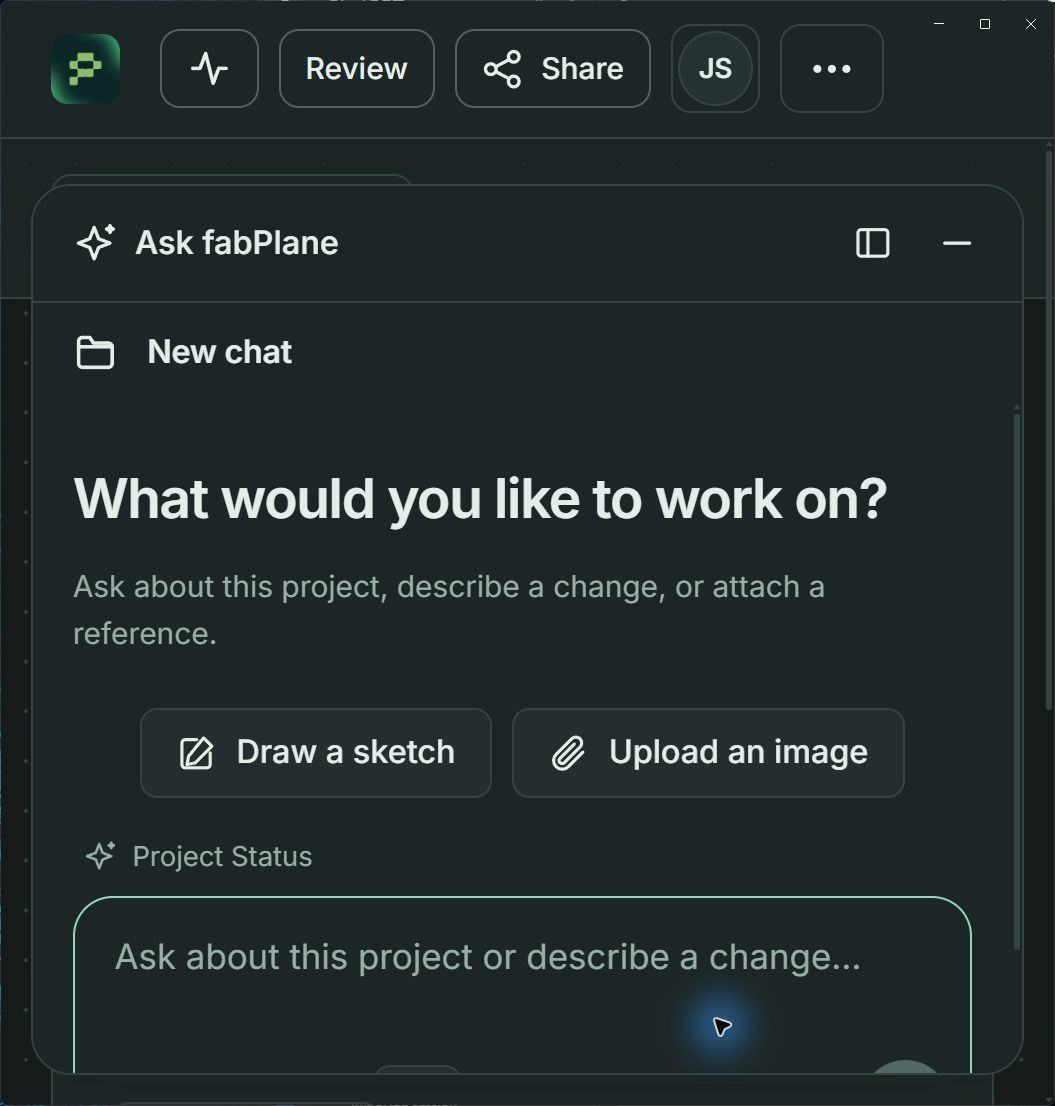 Review
Share
JS
Ask fabPlane
New chat
What would you like to work on?
Ask about this project, describe a change, or attach a
reference.
Draw a sketch
Upload an image
Project Status
Ask about this project or describe a change...